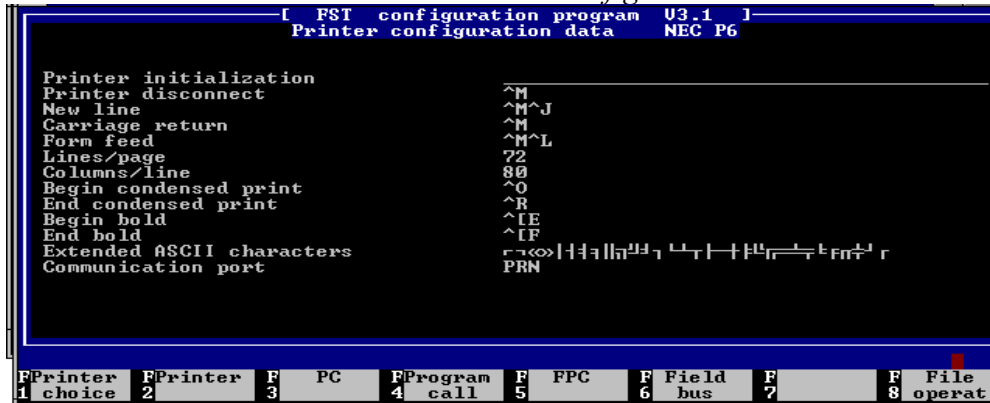 [ FST configuration program V3.1 ]
Printer configuration data NEC P6
Printer initialization
Printer disconnect ^M
New line ^M^J
Carriage return ^M
Form feed ^M^L
Lines/page 72
Columns/line 80
Begin condensed print ^O
End condensed print ^R
Begin bold ^[E
End bold ^[F
Extended ASCII characters
Communication port PRN
F1 Printer choice F2 Printer F3 PC F4 Program call F5 FPC F6 Field bus F7 F8 File operat